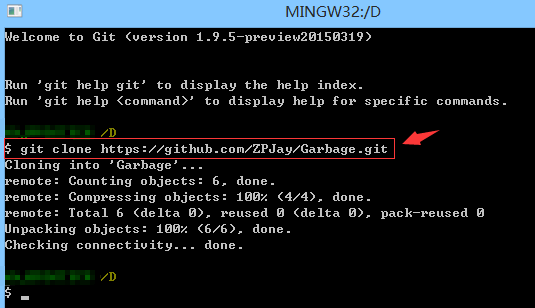 MINGW32:/D
Welcome to Git (version 1.9.5-preview20150319)
Run 'git help git' to display the help index.
Run 'git help <command>' to display help for specific commands.
/D
$ git clone https://github.com/ZPJay/Garbage.git
Cloning into 'Garbage'...
remote: Counting objects: 6, done.
remote: Compressing objects: 100% (4/4), done.
remote: Total 6 (delta 0), reused 0 (delta 0), pack-reused 0
Unpacking objects: 100% (6/6), done.
Checking connectivity... done.
/D
$